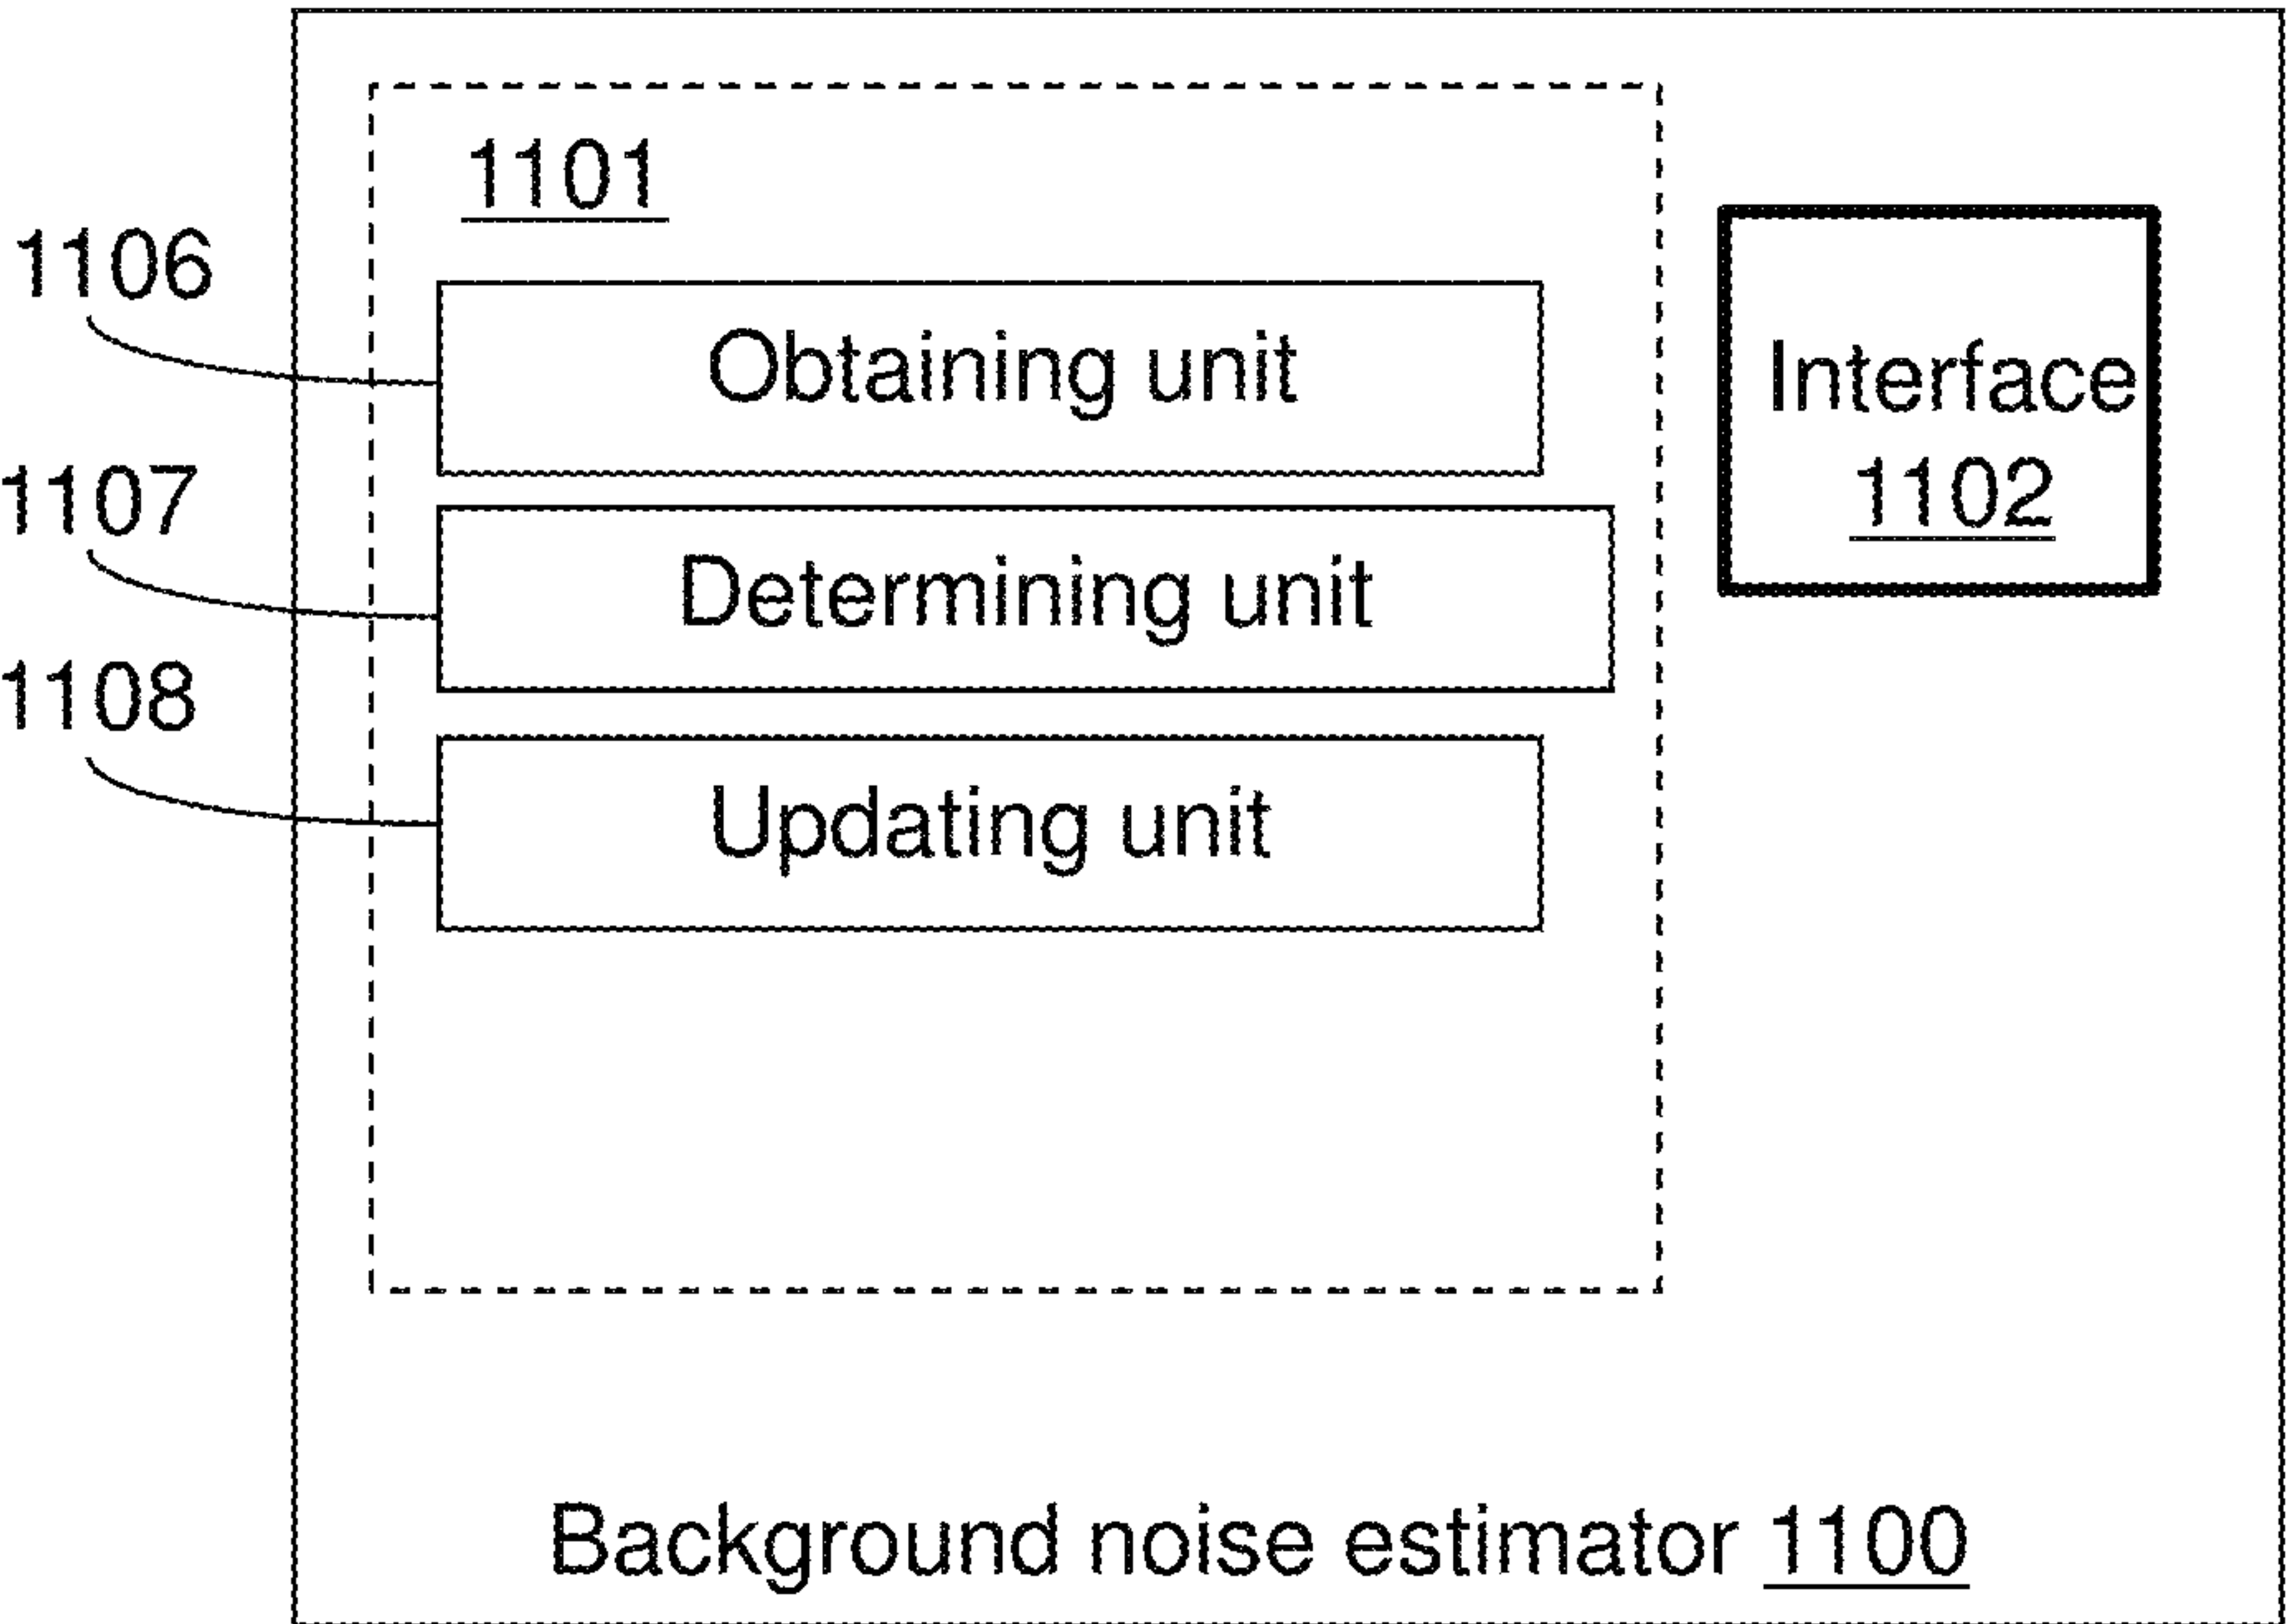 1101
1106
Obtaining unit
Interface
1102
1107
Determining unit
1108
Updating unit
Background noise estimator 1100